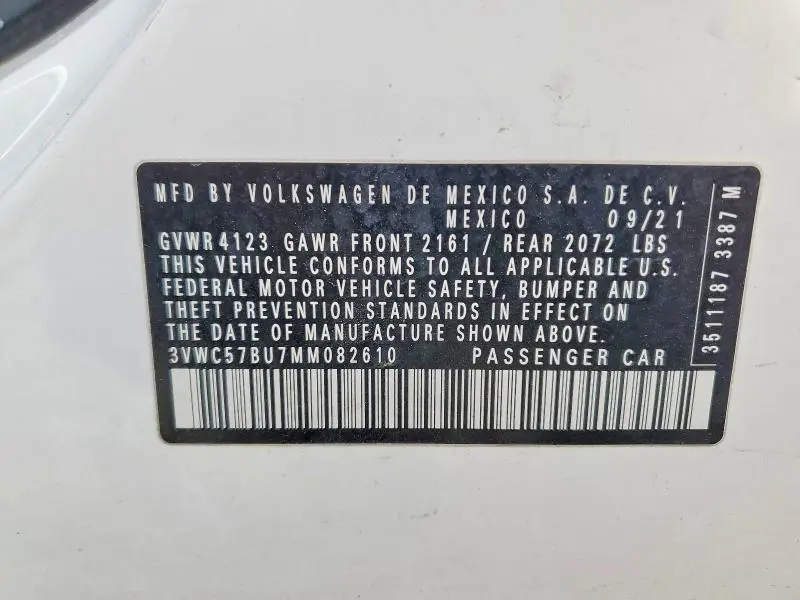 MFD BY VOLKSWAGEN DE MEXICO S.A. DE C.V.
MEXICO 09/21
GVWR 4123 GAWR FRONT 2161 / REAR 2072 LBS
THIS VEHICLE CONFORMS TO ALL APPLICABLE U.S.
FEDERAL MOTOR VEHICLE SAFETY, BUMPER AND
THEFT PREVENTION STANDARDS IN EFFECT ON
THE DATE OF MANUFACTURE SHOWN ABOVE.
3VWC57BU7MM082610 PASSENGER CAR
3511187 3387 M